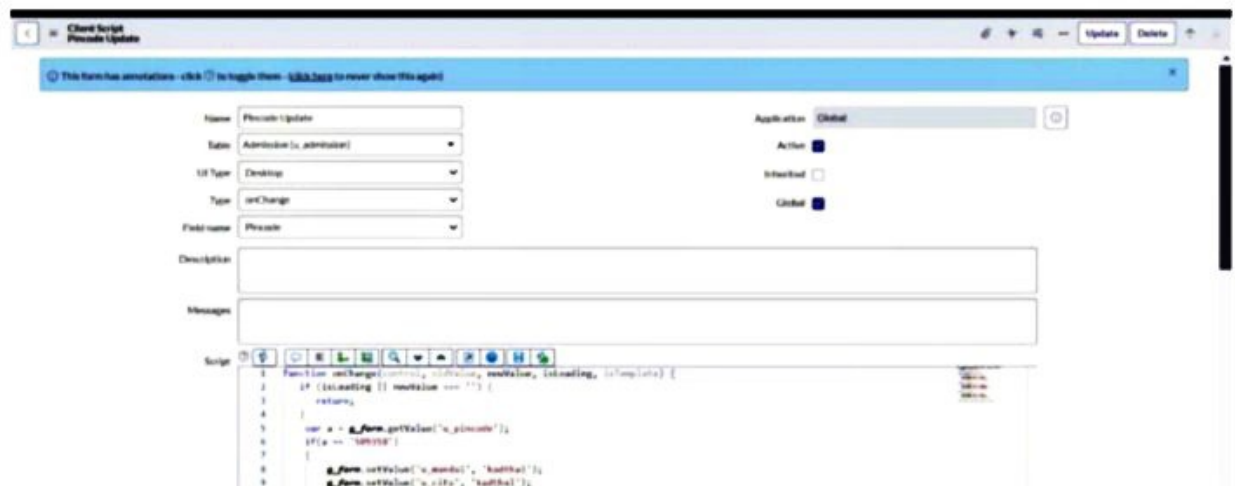 Client Script
Pincode Update
Update Delete
This form has annotations - click to toggle them - (click here to never show this again)
Name Pincode Update
Application Global
Table Admission (u_admission)
Active
UI Type Desktop
Inherited
Type onChange
Global
Field name Pincode
Description
Messages
Script
1 function onChange(control, oldValue, newValue, isLoading, isTemplate) {
2 if (isLoading || newValue === '') {
3 return;
4 }
5 var a = g_form.getValue('u_pincode');
6 if(a == '509358')
7 {
8 g_form.setValue('u_mandal', 'kadthal');
9 g_form.setValue('u_city', 'kadthal');